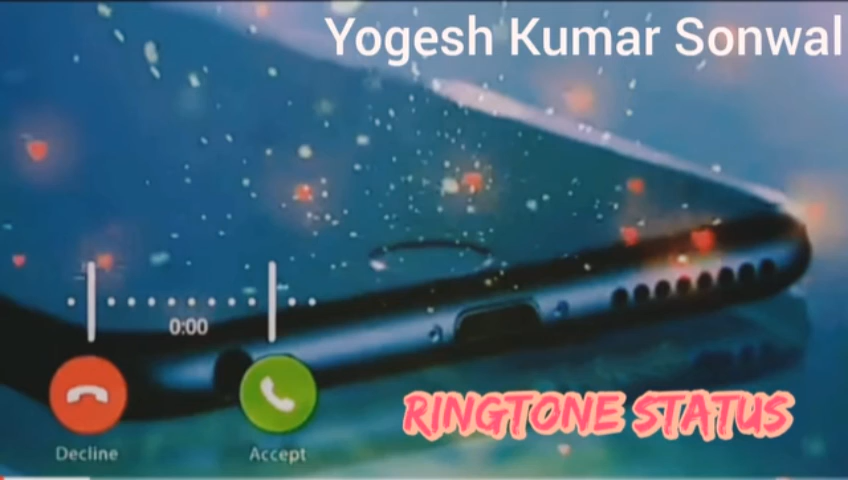 Yogesh Kumar Sonwal
0:00
RINGTONE STATUS
Decline
Accept